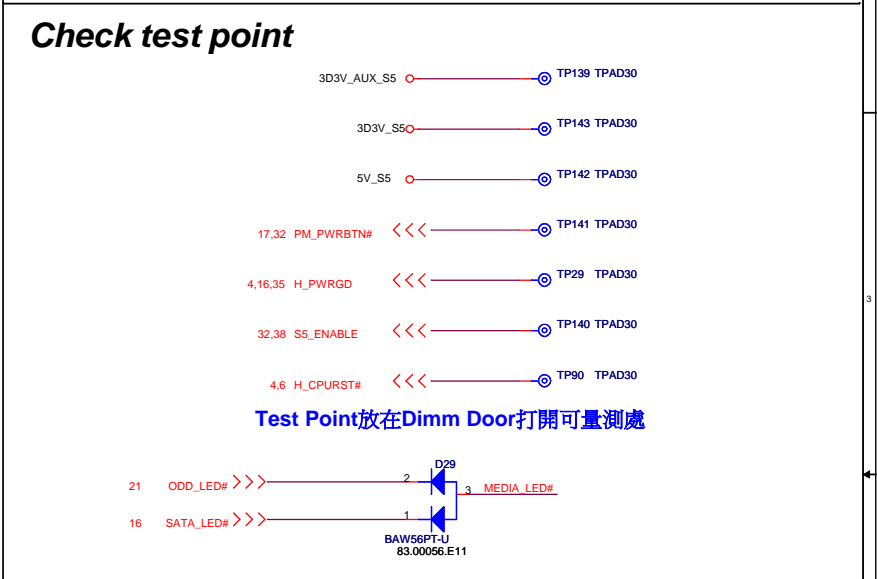 Check test point
3D3V_AUX_S5 TP139 TPAD30
3D3V_S5 TP143 TPAD30
5V_S5 TP142 TPAD30
17,32 PM_PWRBTN# TP141 TPAD30
4,16,35 H_PWRGD TP29 TPAD30
3
32,38 S5_ENABLE TP140 TPAD30
4,6 H_CPURST# TP90 TPAD30
Test Point放在Dimm Door打開可量測處
D29
21 ODD_LED# 2
3 MEDIA_LED#
16 SATA_LED# 1
BAW56PT-U
83.00056.E11